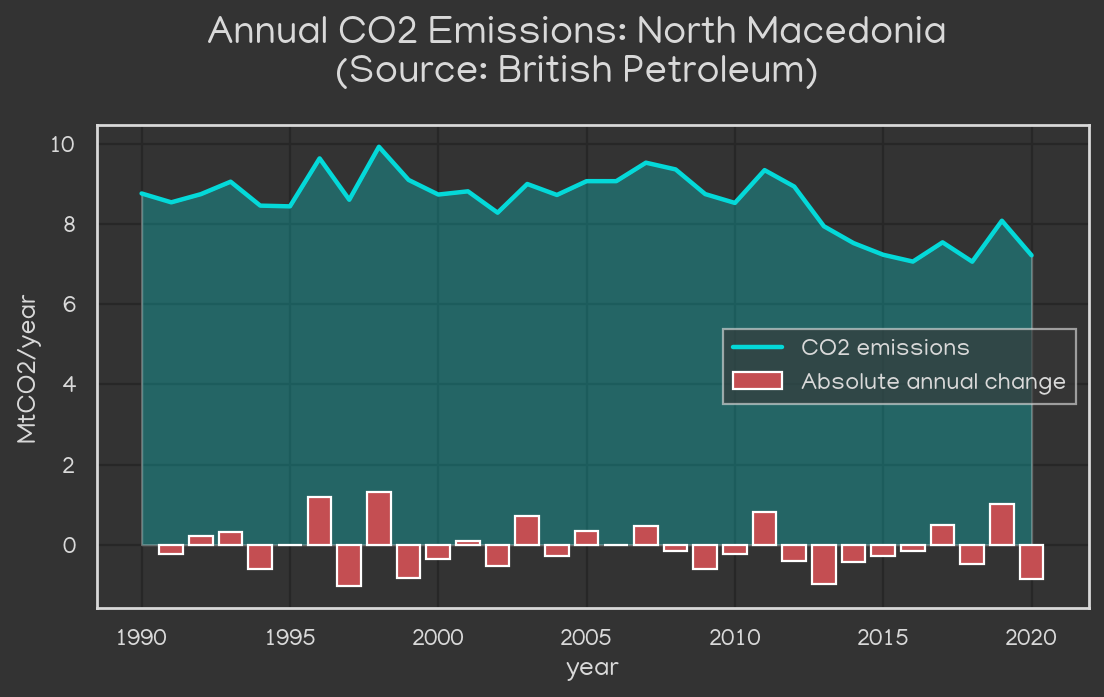 Annual CO2 Emissions: North Macedonia
(Source: British Petroleum)
MtCO2/year
10
8
6
4
2
0
CO2 emissions
Absolute annual change
1990 1995 2000 2005 2010 2015 2020
year